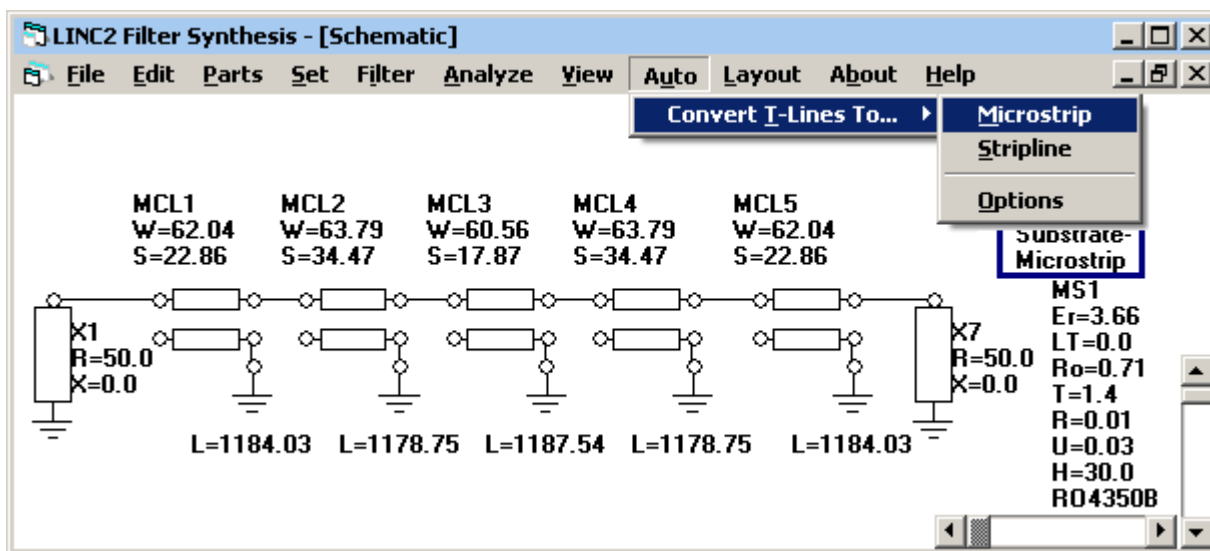 LINC2 Filter Synthesis - [Schematic]
File Edit Parts Set Filter Analyze View Auto Layout About Help
Convert T-Lines To...
Microstrip
Stripline
Options
MCL1
W=62.04
S=22.86
MCL2
W=63.79
S=34.47
MCL3
W=60.56
S=17.87
MCL4
W=63.79
S=34.47
MCL5
W=62.04
S=22.86
Substrate-
Microstrip
MS1
Er=3.66
LT=0.0
Ro=0.71
T=1.4
R=0.01
U=0.03
H=30.0
RO4350B
X1
R=50.0
X=0.0
X7
R=50.0
X=0.0
L=1184.03 L=1178.75 L=1187.54 L=1178.75 L=1184.03